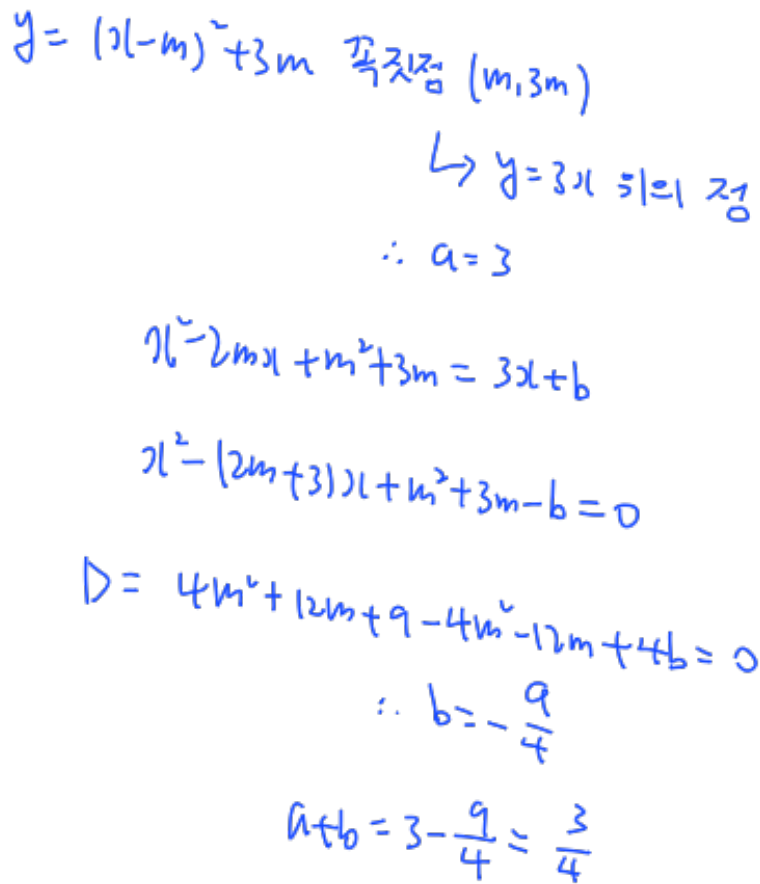 y = (x-m)² + 3m 꼭짓점 (m, 3m)
↳ y = 3x 위의 점
∴ a = 3
x² - 2mx + m² + 3m = 3x + b
x² - (2m+3)x + m² + 3m - b = 0
D = 4m² + 12m + 9 - 4m² - 12m + 4b = 0
∴ b = -9/4
a+b = 3 - 9/4 = 3/4